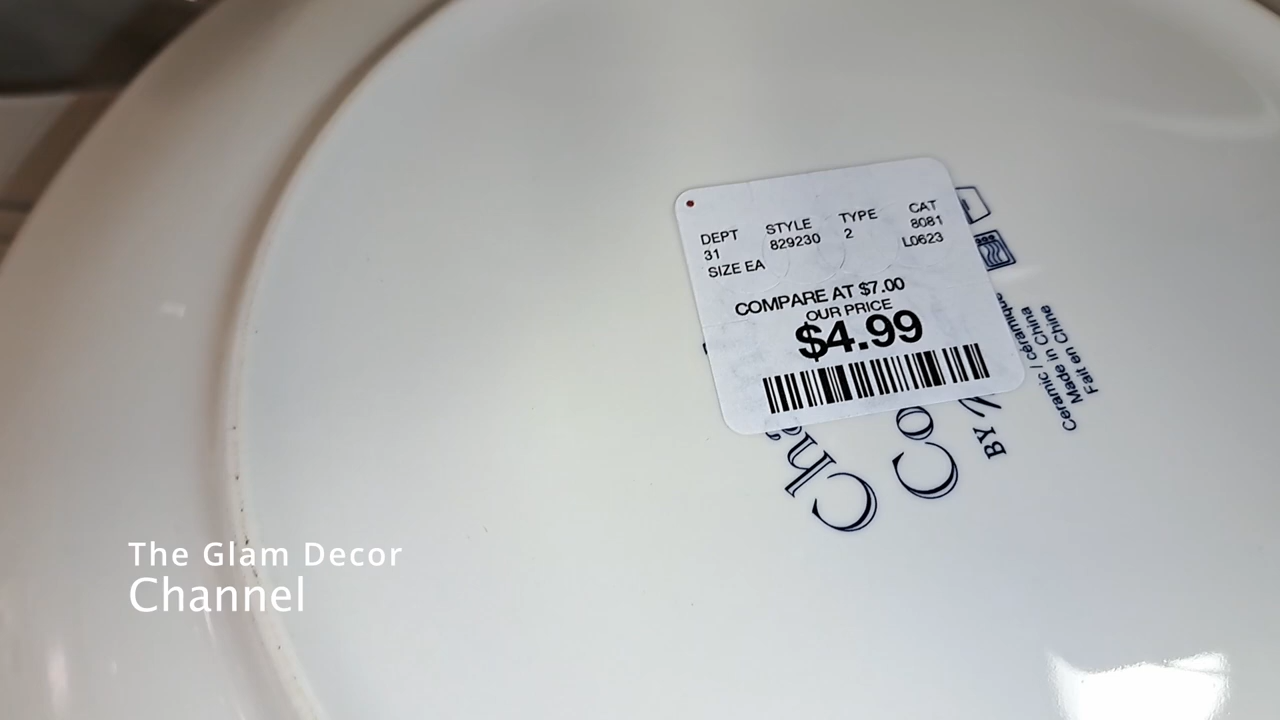 DEPT STYLE TYPE CAT
31 829230 2 8081
SIZE EA L0623
COMPARE AT $7.00
OUR PRICE
$4.99
Ceramic / céramique
Made in China
Fait en Chine
BY
The Glam Decor
Channel